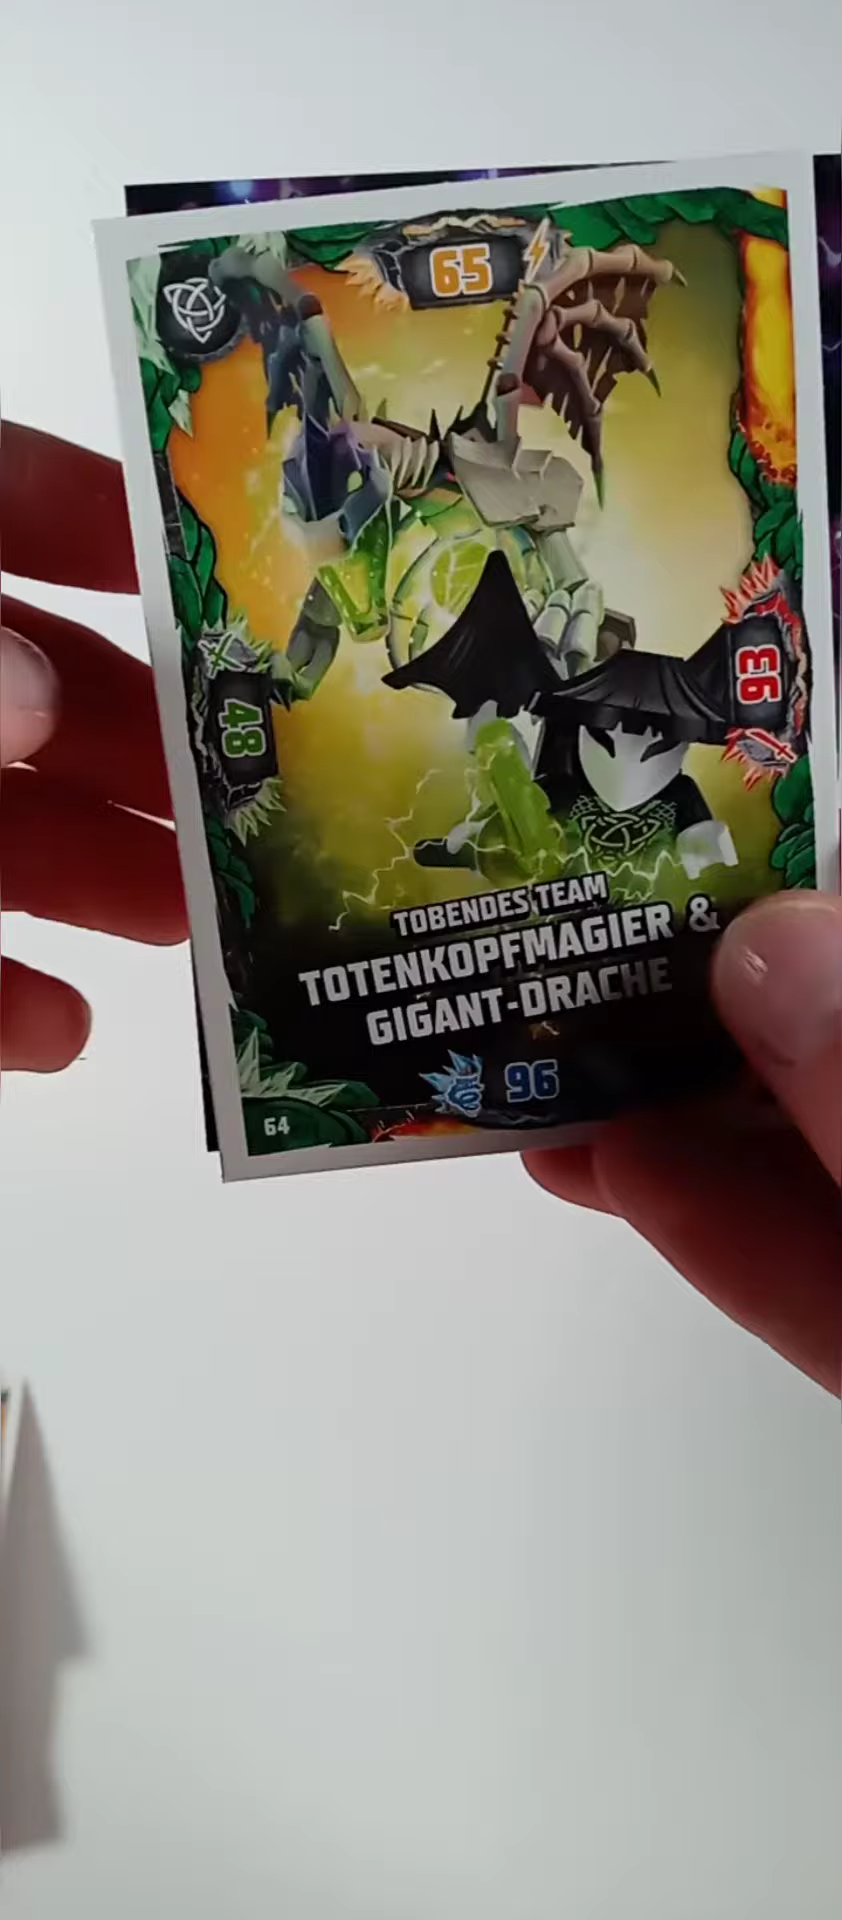 65
48
93
TOBENDES TEAM
TOTENKOPFMAGIER &
GIGANT-DRACHE
96
64